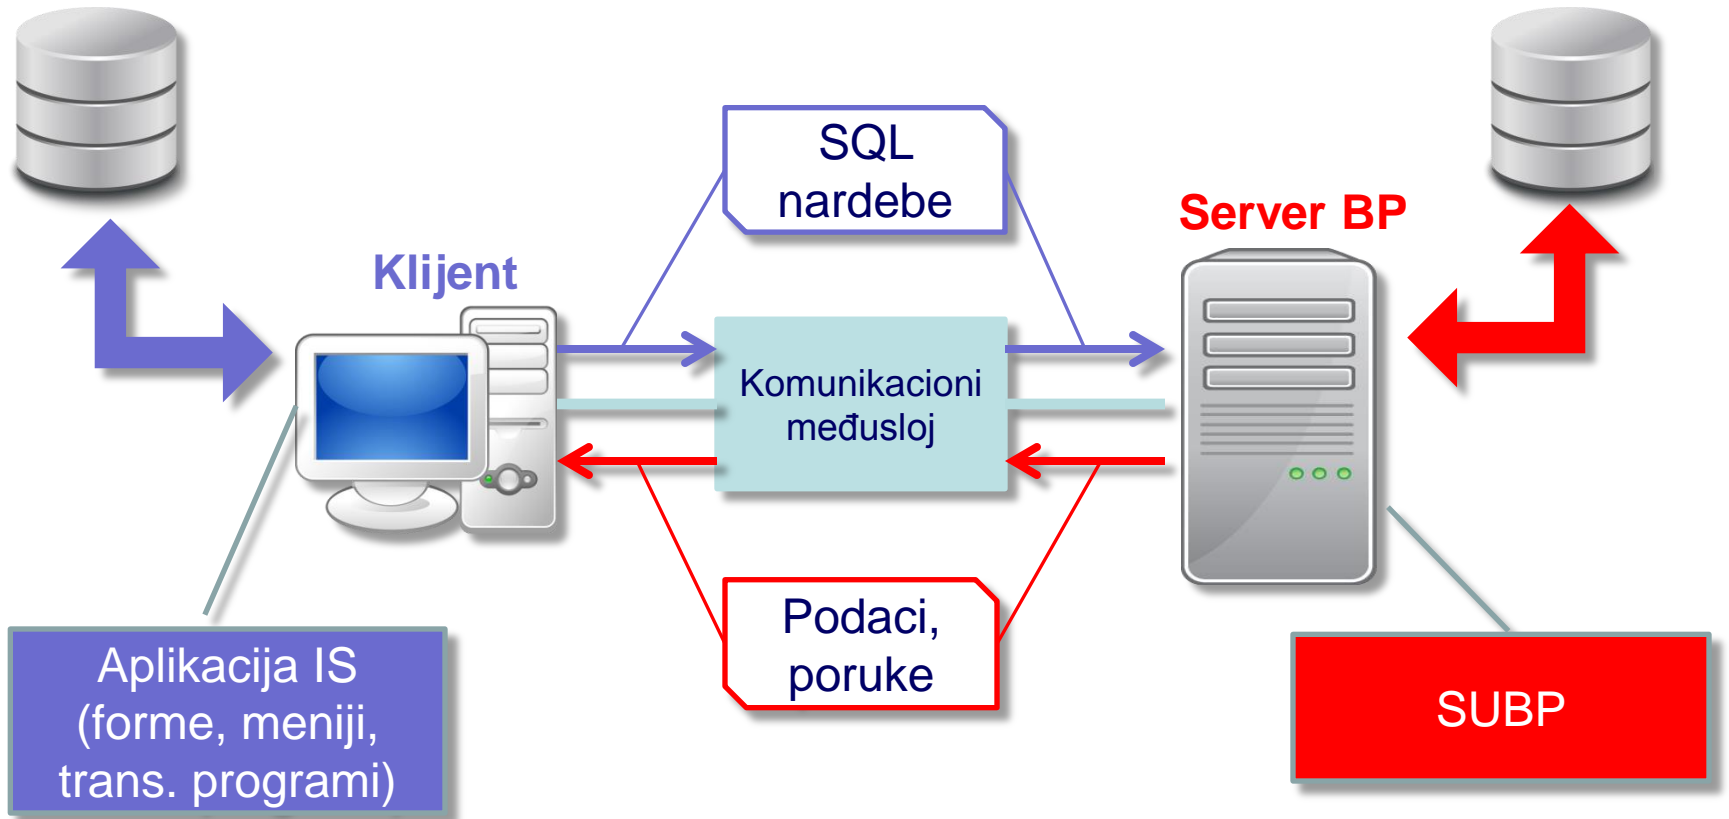 SQL
nardebe
Server BP
Klijent
Komunikacioni
međusloj
Podaci,
poruke
Aplikacija IS
(forme, meniji,
trans. programi)
SUBP